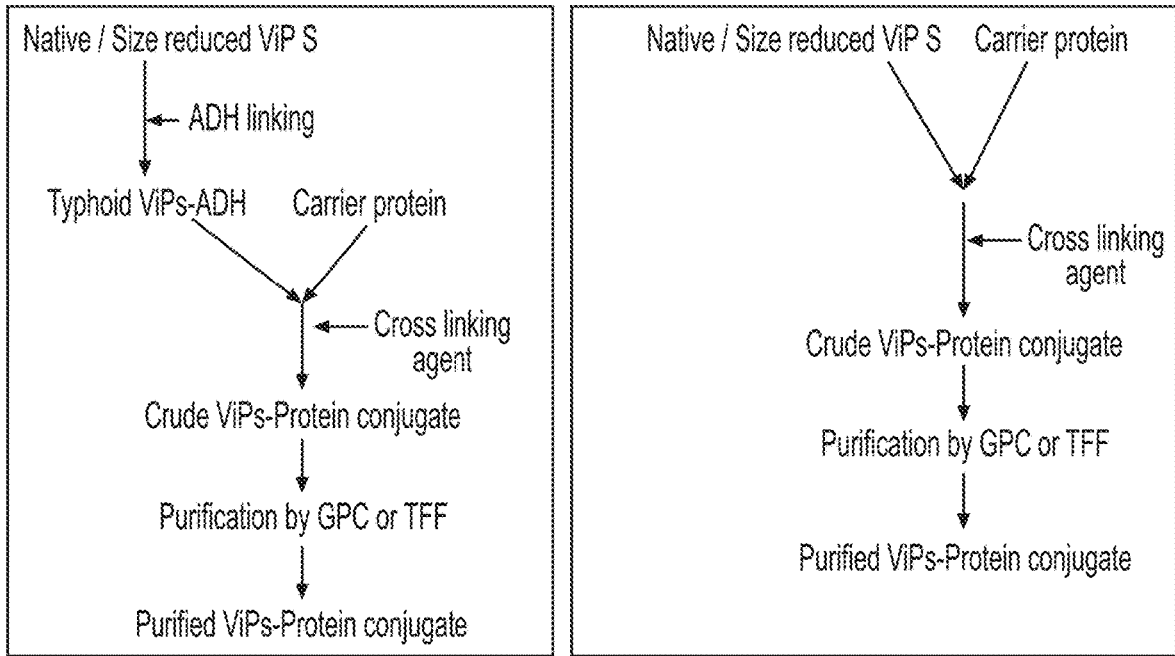 Native / Size reduced ViP S
ADH linking
Typhoid ViPs-ADH
Carrier protein
Cross linking
agent
Crude ViPs-Protein conjugate
Purification by GPC or TFF
Purified ViPs-Protein conjugate
Native / Size reduced ViP S
Carrier protein
Cross linking
agent
Crude ViPs-Protein conjugate
Purification by GPC or TFF
Purified ViPs-Protein conjugate